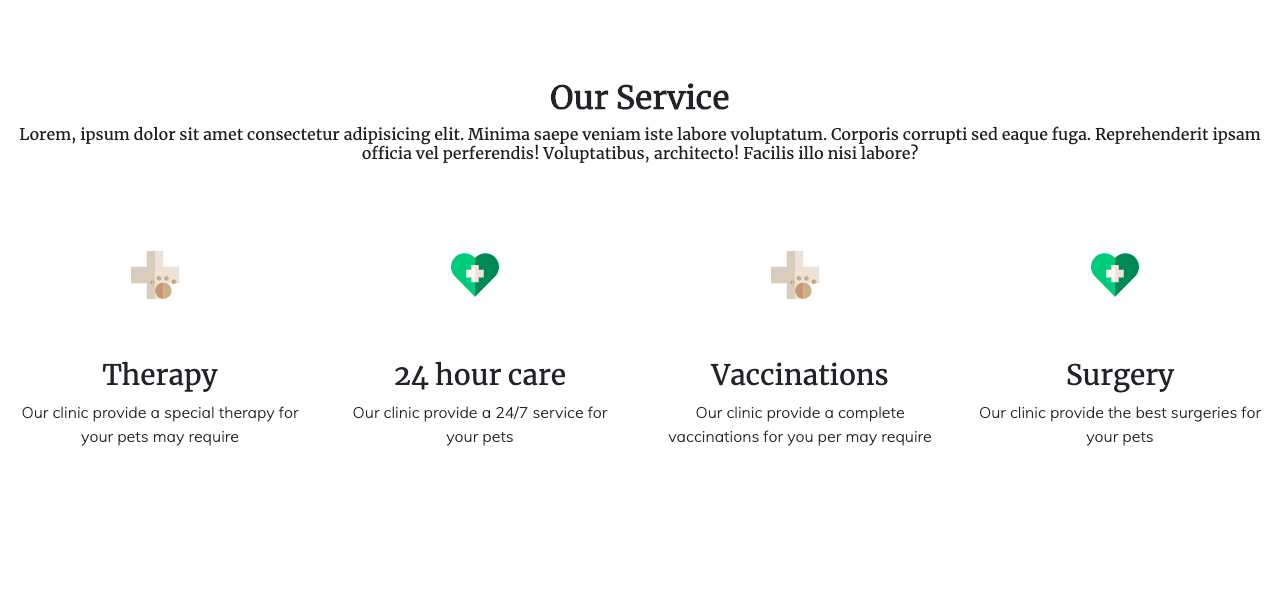 Our Service
Lorem, ipsum dolor sit amet consectetur adipisicing elit. Minima saepe veniam iste labore voluptatum. Corporis corrupti sed eaque fuga. Reprehenderit ipsam
officia vel perferendis! Voluptatibus, architecto! Facilis illo nisi labore?
Therapy
Our clinic provide a special therapy for
your pets may require
24 hour care
Our clinic provide a 24/7 service for
your pets
Vaccinations
Our clinic provide a complete
vaccinations for you per may require
Surgery
Our clinic provide the best surgeries for
your pets